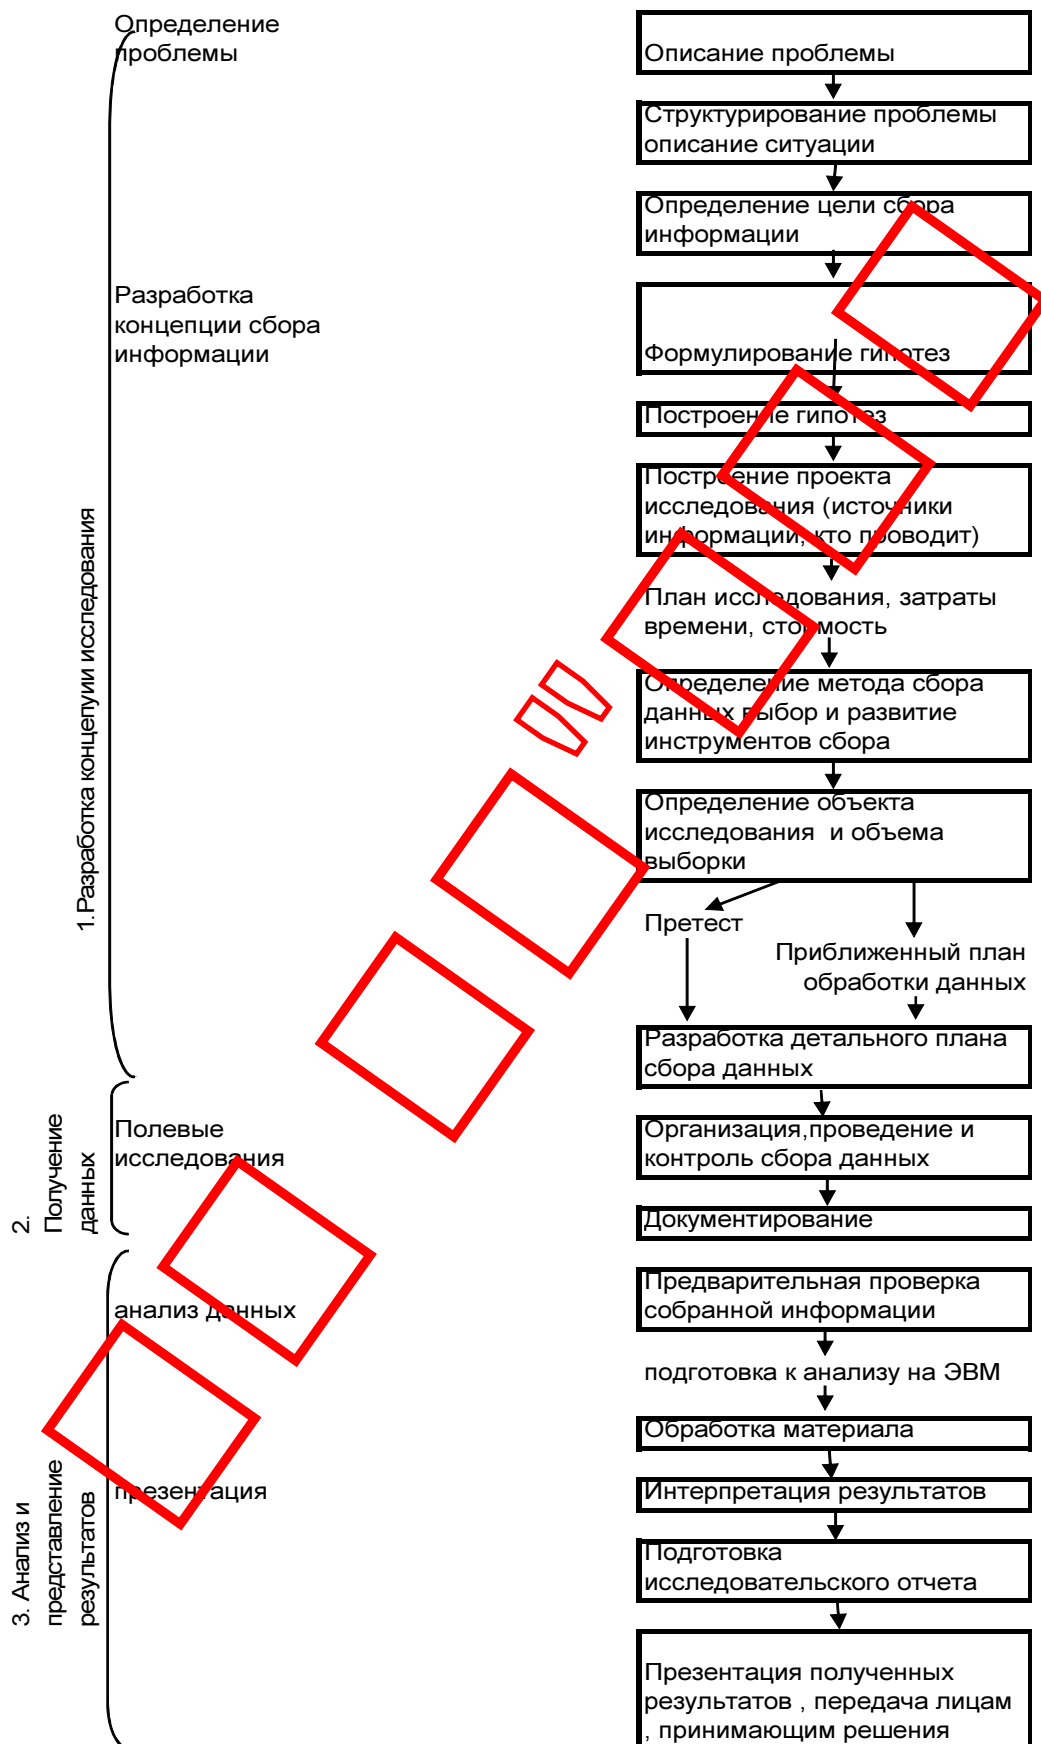 Определение
проблемы
Описание проблемы
Структурирование проблемы
описание ситуации
Определение цели сбора
информации
Разработка
концепции сбора
информации
Формулирование гипотез
Построение гипотез
Построение проекта
исследования (источники
информации, кто проводит)
План исследования, затраты
времени, стоимость
1.Разработка концепуии исследования
Определение метода сбора
данных выбор и развитие
инструментов сбора
Определение объекта
исследования и объема
выборки
Претест
Приближенный план
обработки данных
Разработка детального плана
сбора данных
2.
Получение
данных
Полевые
исследования
Организация,проведение и
контроль сбора данных
Документирование
Предварительная проверка
собранной информации
анализ данных
подготовка к анализу на ЭВМ
Обработка материала
3. Анализ и
представление
результатов
презентация
Интерпретация результатов
Подготовка
исследовательского отчета
Презентация полученных
результатов , передача лицам
, принимающим решения